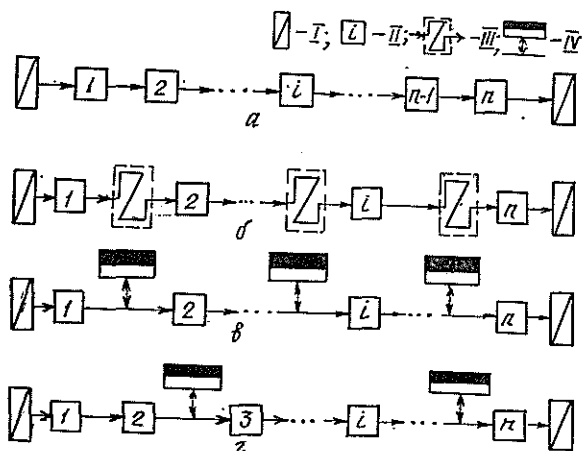 - I; i - II; - III; - IV
1 2 ... i ... n-1 n
а
1 2 ... i n
б
1 2 ... i ... n
в
1 2 3 ... i ... n
г